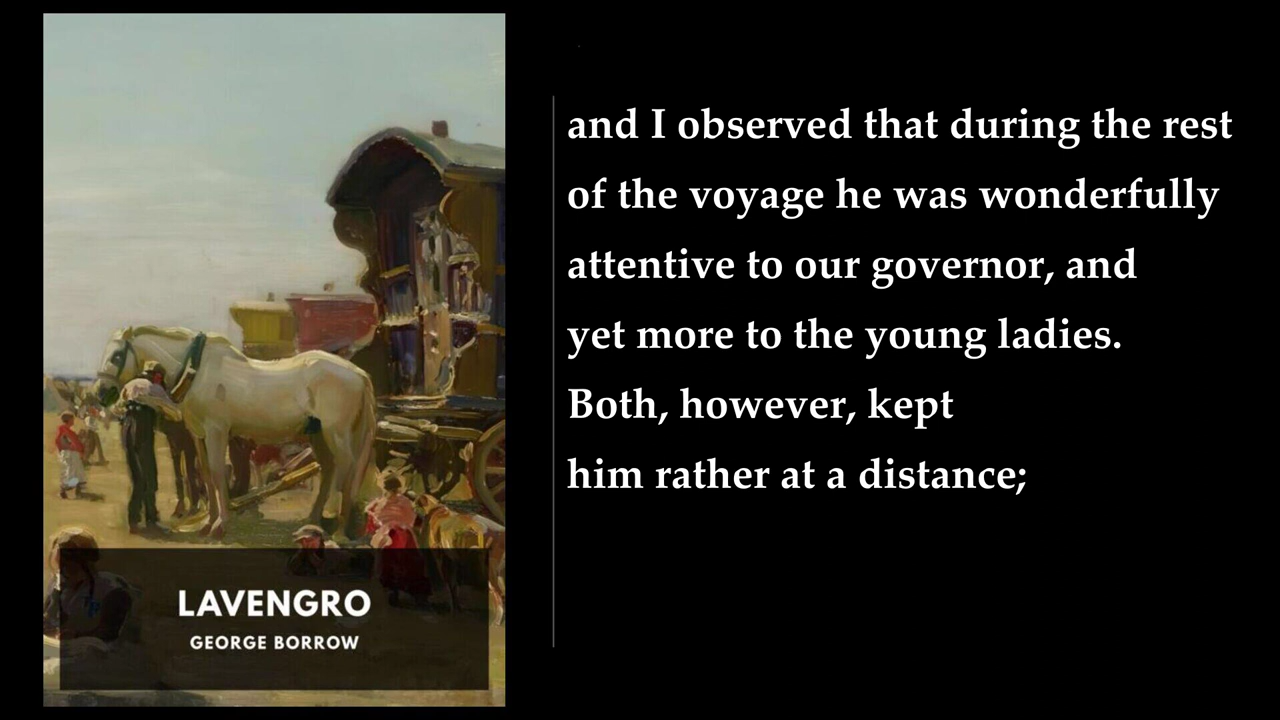 LAVENGRO
GEORGE BORROW
and I observed that during the rest
of the voyage he was wonderfully
attentive to our governor, and
yet more to the young ladies.
Both, however, kept
him rather at a distance;